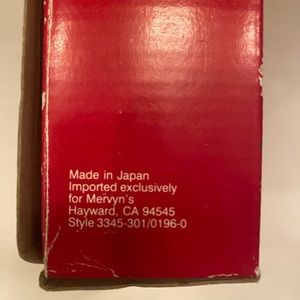 Made in Japan
Imported exclusively
for Mervyn's
Hayward, CA 94545
Style 3345-301/0196-0